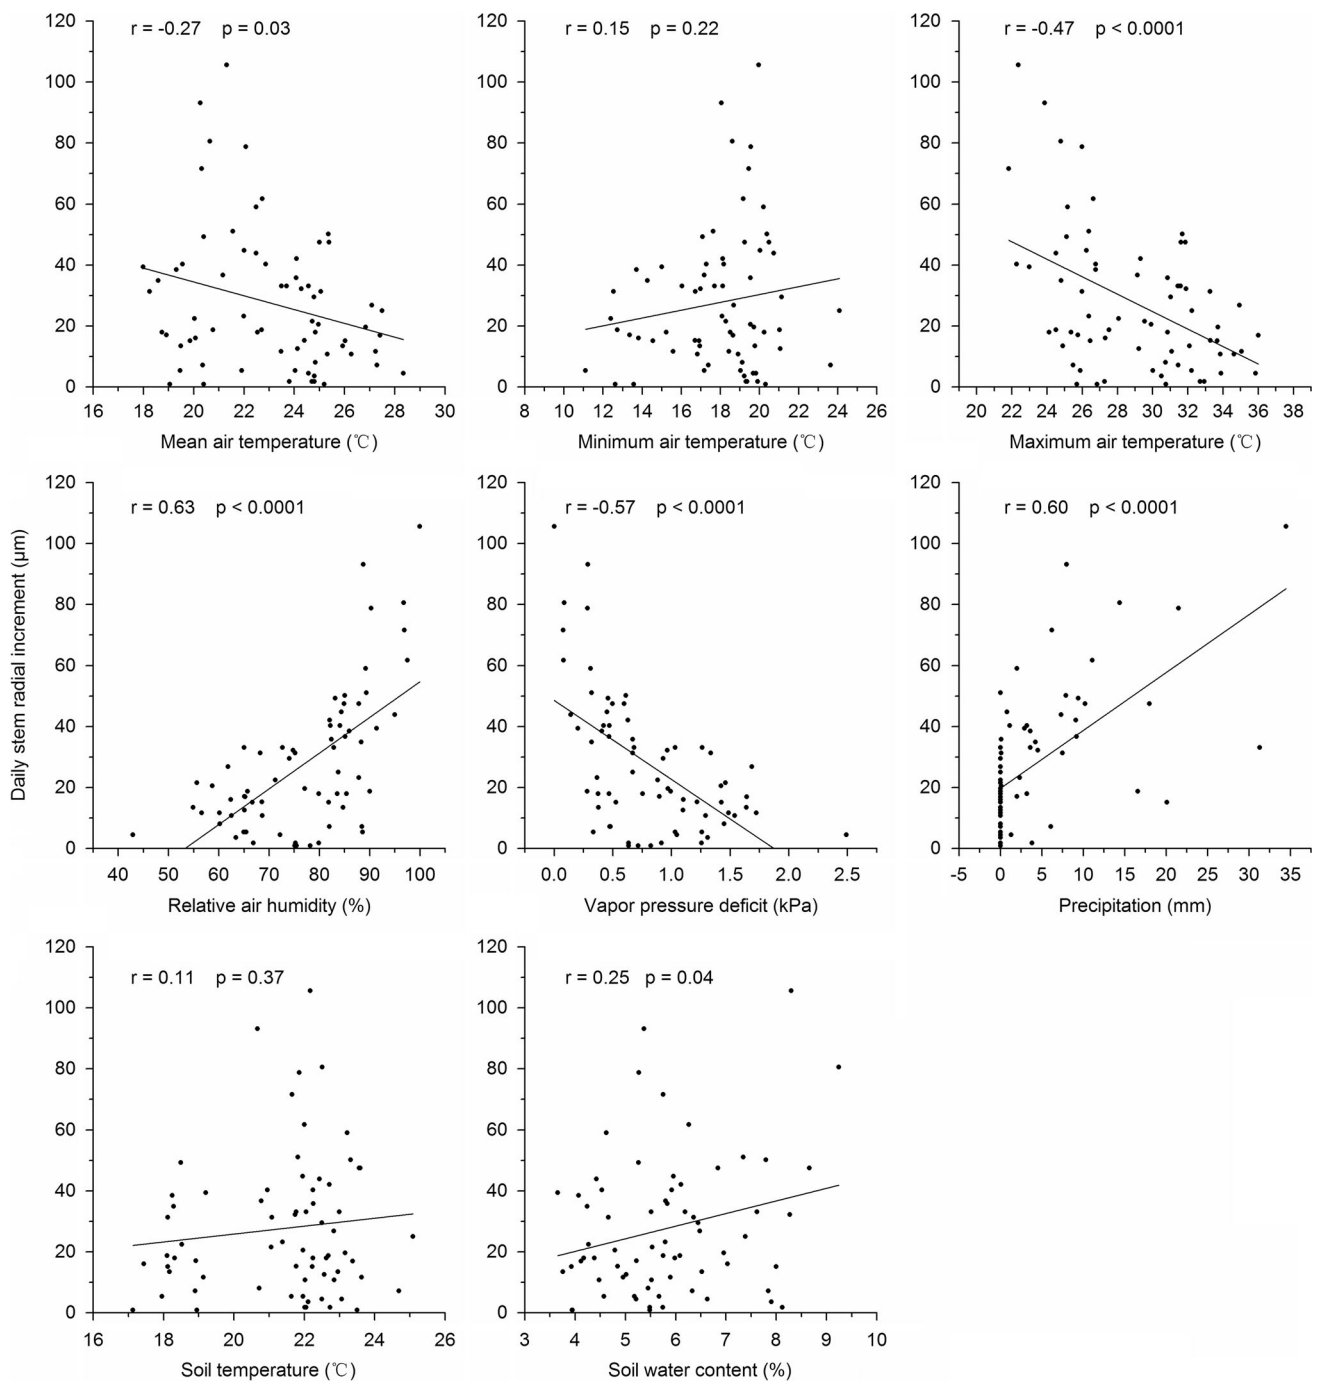 r = -0.27 p = 0.03
120
100
80
60
40
20
0
16 18 20 22 24 26 28 30
Mean air temperature (℃)
r = 0.15 p = 0.22
120
100
80
60
40
20
0
8 10 12 14 16 18 20 22 24 26
Minimum air temperature (℃)
r = -0.47 p < 0.0001
120
100
80
60
40
20
0
20 22 24 26 28 30 32 34 36 38
Maximum air temperature (℃)
Daily stem radial increment (μm)
r = 0.63 p < 0.0001
120
100
80
60
40
20
0
40 50 60 70 80 90 100
Relative air humidity (%)
r = -0.57 p < 0.0001
120
100
80
60
40
20
0
0.0 0.5 1.0 1.5 2.0 2.5
Vapor pressure deficit (kPa)
r = 0.60 p < 0.0001
120
100
80
60
40
20
0
-5 0 5 10 15 20 25 30 35
Precipitation (mm)
r = 0.11 p = 0.37
120
100
80
60
40
20
0
16 18 20 22 24 26
Soil temperature (℃)
r = 0.25 p = 0.04
120
100
80
60
40
20
0
3 4 5 6 7 8 9 10
Soil water content (%)